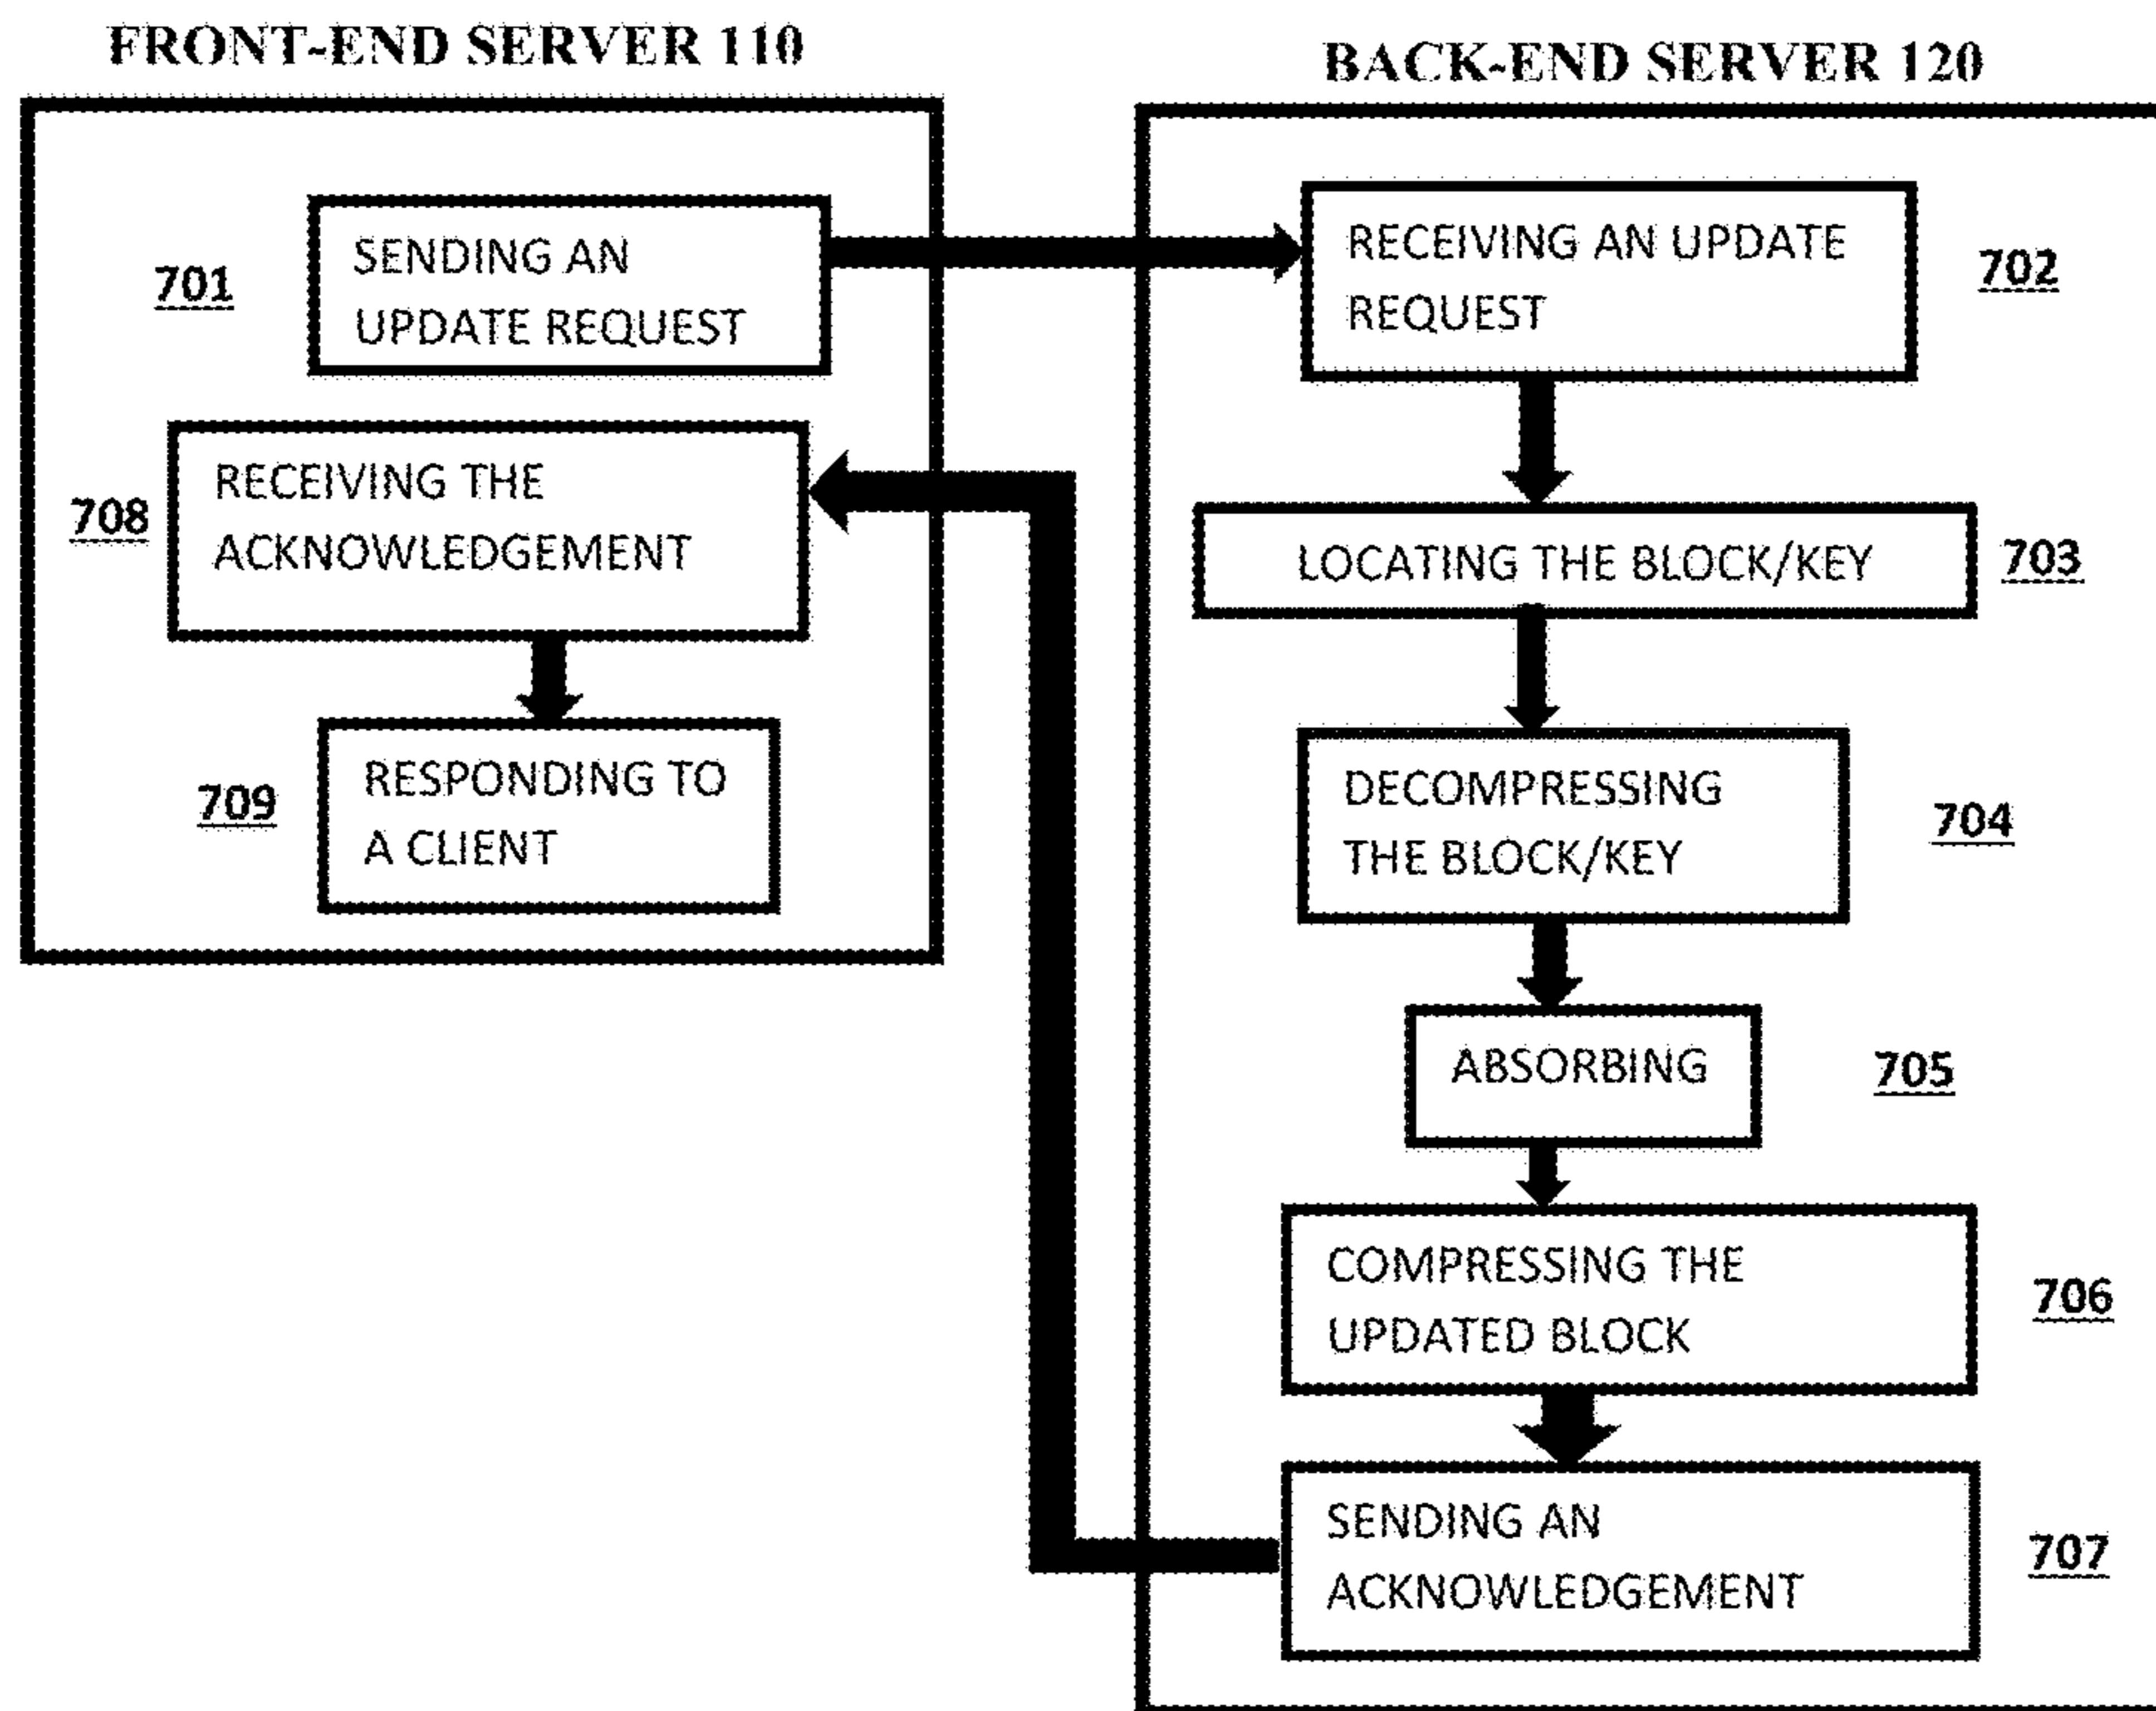 FRONT-END SERVER 110
701
SENDING AN
UPDATE REQUEST
708
RECEIVING THE
ACKNOWLEDGEMENT
709
RESPONDING TO
A CLIENT
BACK-END SERVER 120
RECEIVING AN UPDATE
REQUEST
702
LOCATING THE BLOCK/KEY
703
DECOMPRESSING
THE BLOCK/KEY
704
ABSORBING
705
COMPRESSING THE
UPDATED BLOCK
706
SENDING AN
ACKNOWLEDGEMENT
707